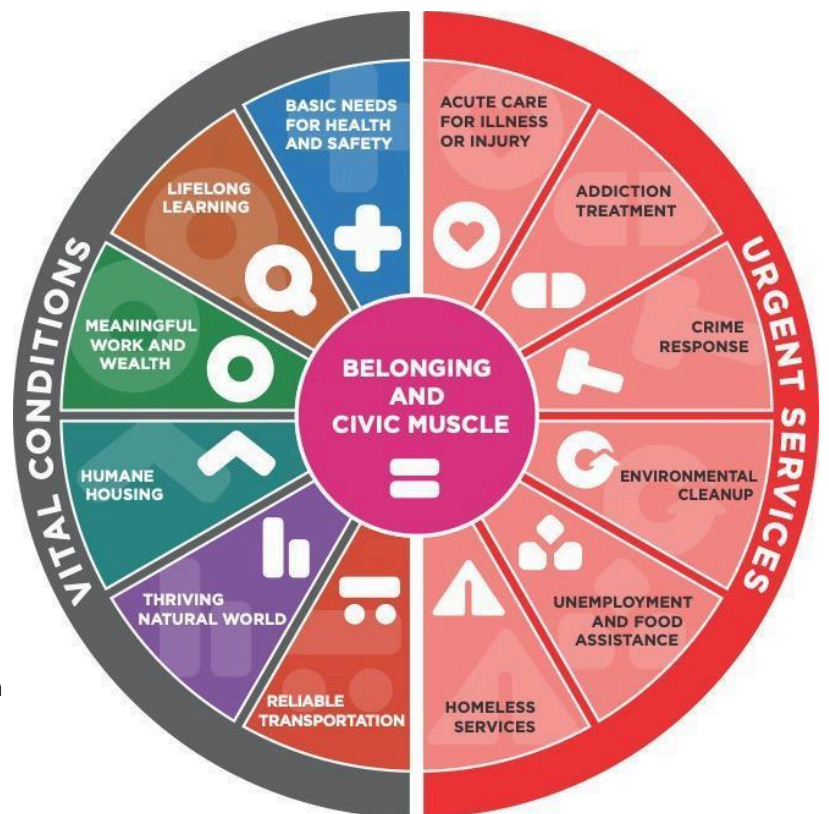 VITAL CONDITIONS
BASIC NEEDS
FOR HEALTH
AND SAFETY
LIFELONG
LEARNING
MEANINGFUL
WORK AND
WEALTH
HUMANE
HOUSING
THRIVING
NATURAL WORLD
RELIABLE
TRANSPORTATION
BELONGING
AND
CIVIC MUSCLE
URGENT SERVICES
ACUTE CARE
FOR ILLNESS
OR INJURY
ADDICTION
TREATMENT
CRIME
RESPONSE
ENVIRONMENTAL
CLEANUP
UNEMPLOYMENT
AND FOOD
ASSISTANCE
HOMELESS
SERVICES